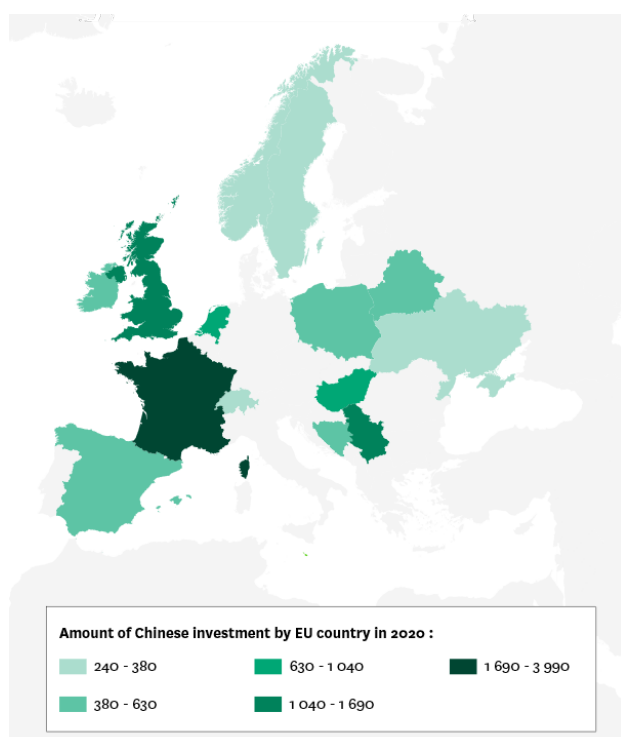 Amount of Chinese investment by EU country in 2020 :
240 - 380
630 - 1 040
1 690 - 3 990
380 - 630
1 040 - 1 690